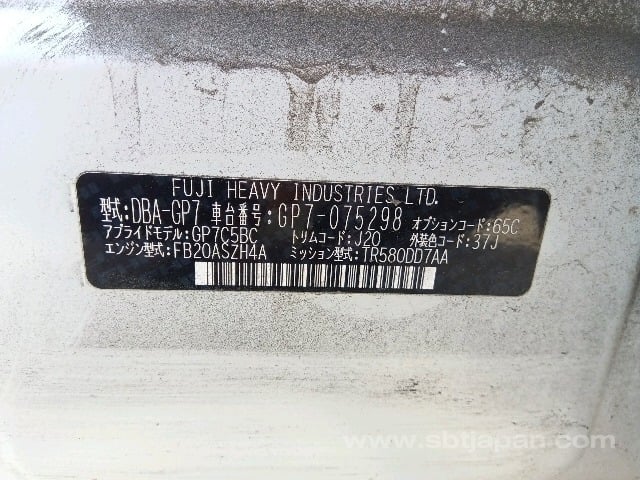 FUJI HEAVY INDUSTRIES LTD.
型式:DBA-GP7 車台番号:GP7-075298 オプションコード:65C
アプライドモデル:GP7C5BC トリムコード:J20 外装色コード:37J
エンジン型式:FB20ASZH4A ミッション型式:TR580DD7AA
www.sbtjapan.com